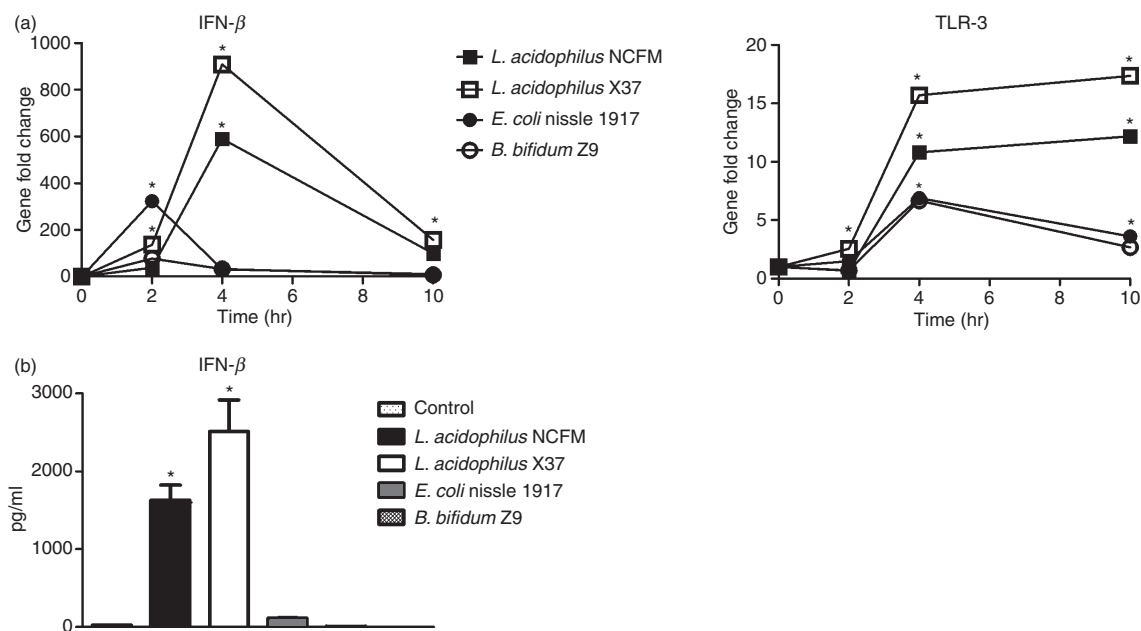 (a)
IFN-β
1000
800
600
400
200
0
Gene fold change
0 2 4 6 8 10
Time (hr)
* * * * *
L. acidophilus NCFM
L. acidophilus X37
E. coli nissle 1917
B. bifidum Z9
TLR-3
20
15
10
5
0
Gene fold change
0 2 4 6 8 10
Time (hr)
* * * * * * *
(b)
IFN-β
3000
2000
1000
0
pg/ml
* *
Control
L. acidophilus NCFM
L. acidophilus X37
E. coli nissle 1917
B. bifidum Z9